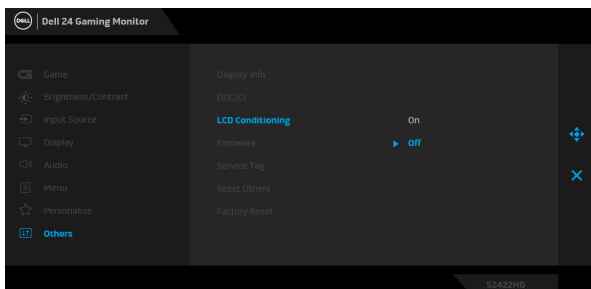 DELL Dell 24 Gaming Monitor
Game
Brightness/Contrast
Input Source
Display
Audio
Menu
Personalize
Others
Display Info
DDC/CI
LCD Conditioning On
Firmware Off
Service Tag
Reset Others
Factory Reset
S2422HG